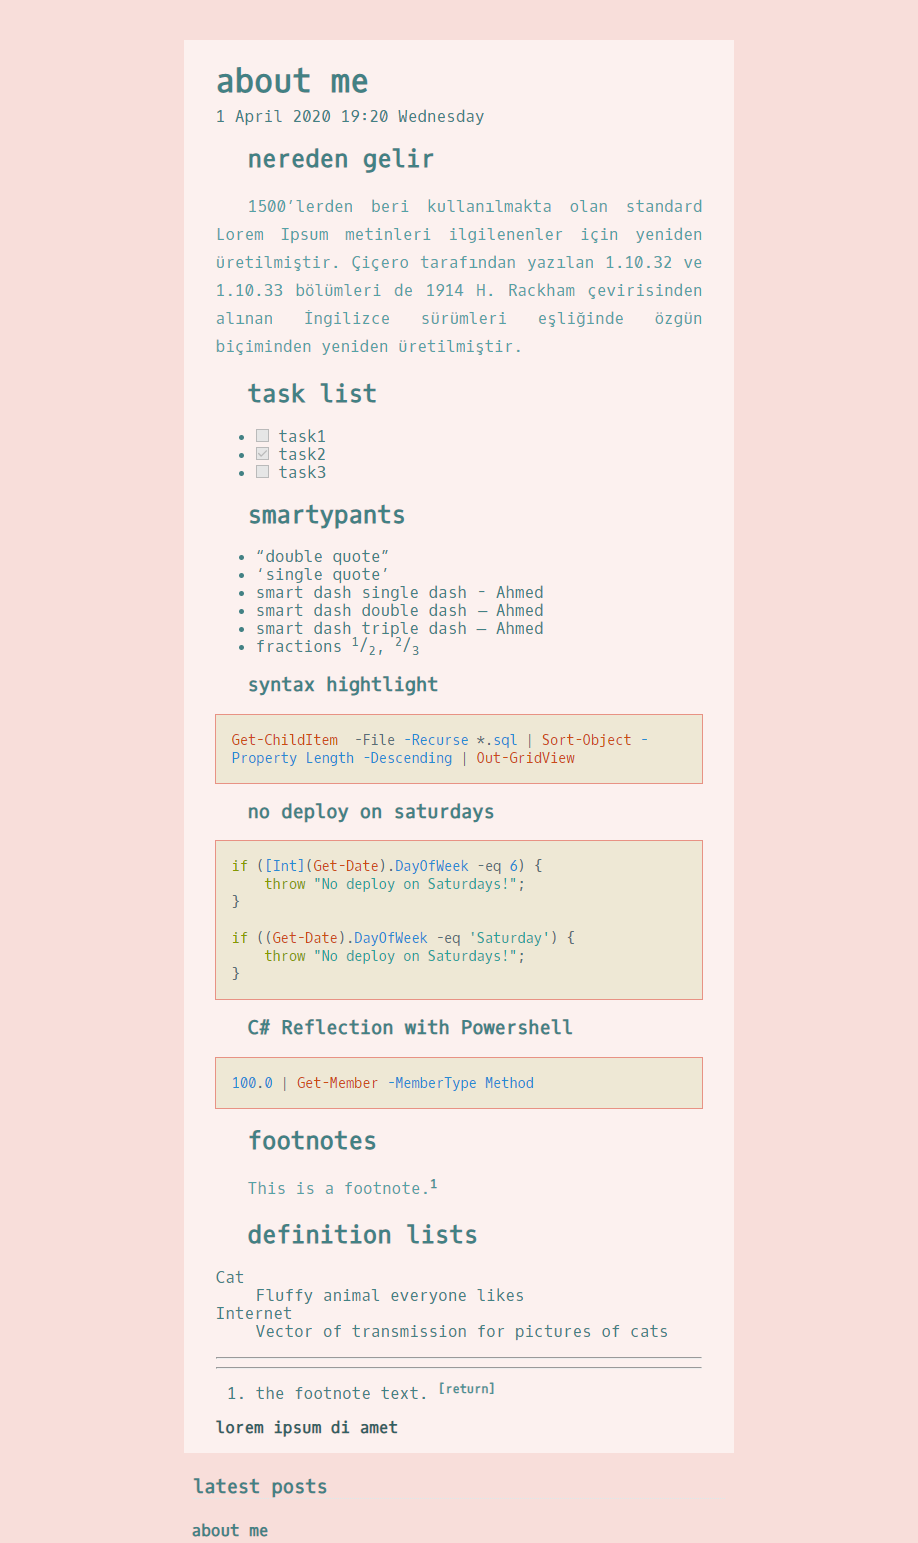 about me
1 April 2020 19:20 Wednesday
nereden gelir
1500’lerden beri kullanılmakta olan standard
Lorem Ipsum metinleri ilgilenenler için yeniden
üretilmiştir. Çiçero tarafından yazılan 1.10.32 ve
1.10.33 bölümleri de 1914 H. Rackham çevirisinden
alınan İngilizce sürümleri eşliğinde özgün
biçiminden yeniden üretilmiştir.
task list
• task1
• task2
• task3
smartypants
• “double quote”
• ‘single quote’
• smart dash single dash - Ahmed
• smart dash double dash — Ahmed
• smart dash triple dash — Ahmed
• fractions 1/2, 2/3
syntax hightlight
Get-ChildItem  -File -Recurse *.sql | Sort-Object -
Property Length -Descending | Out-GridView
no deploy on saturdays
if ([Int](Get-Date).DayOfWeek -eq 6) {
    throw "No deploy on Saturdays!";
}
if ((Get-Date).DayOfWeek -eq 'Saturday') {
    throw "No deploy on Saturdays!";
}
C# Reflection with Powershell
100.0 | Get-Member -MemberType Method
footnotes
This is a footnote.1
definition lists
Cat
Fluffy animal everyone likes
Internet
Vector of transmission for pictures of cats
1. the footnote text. [return]
lorem ipsum di amet
latest posts
about me